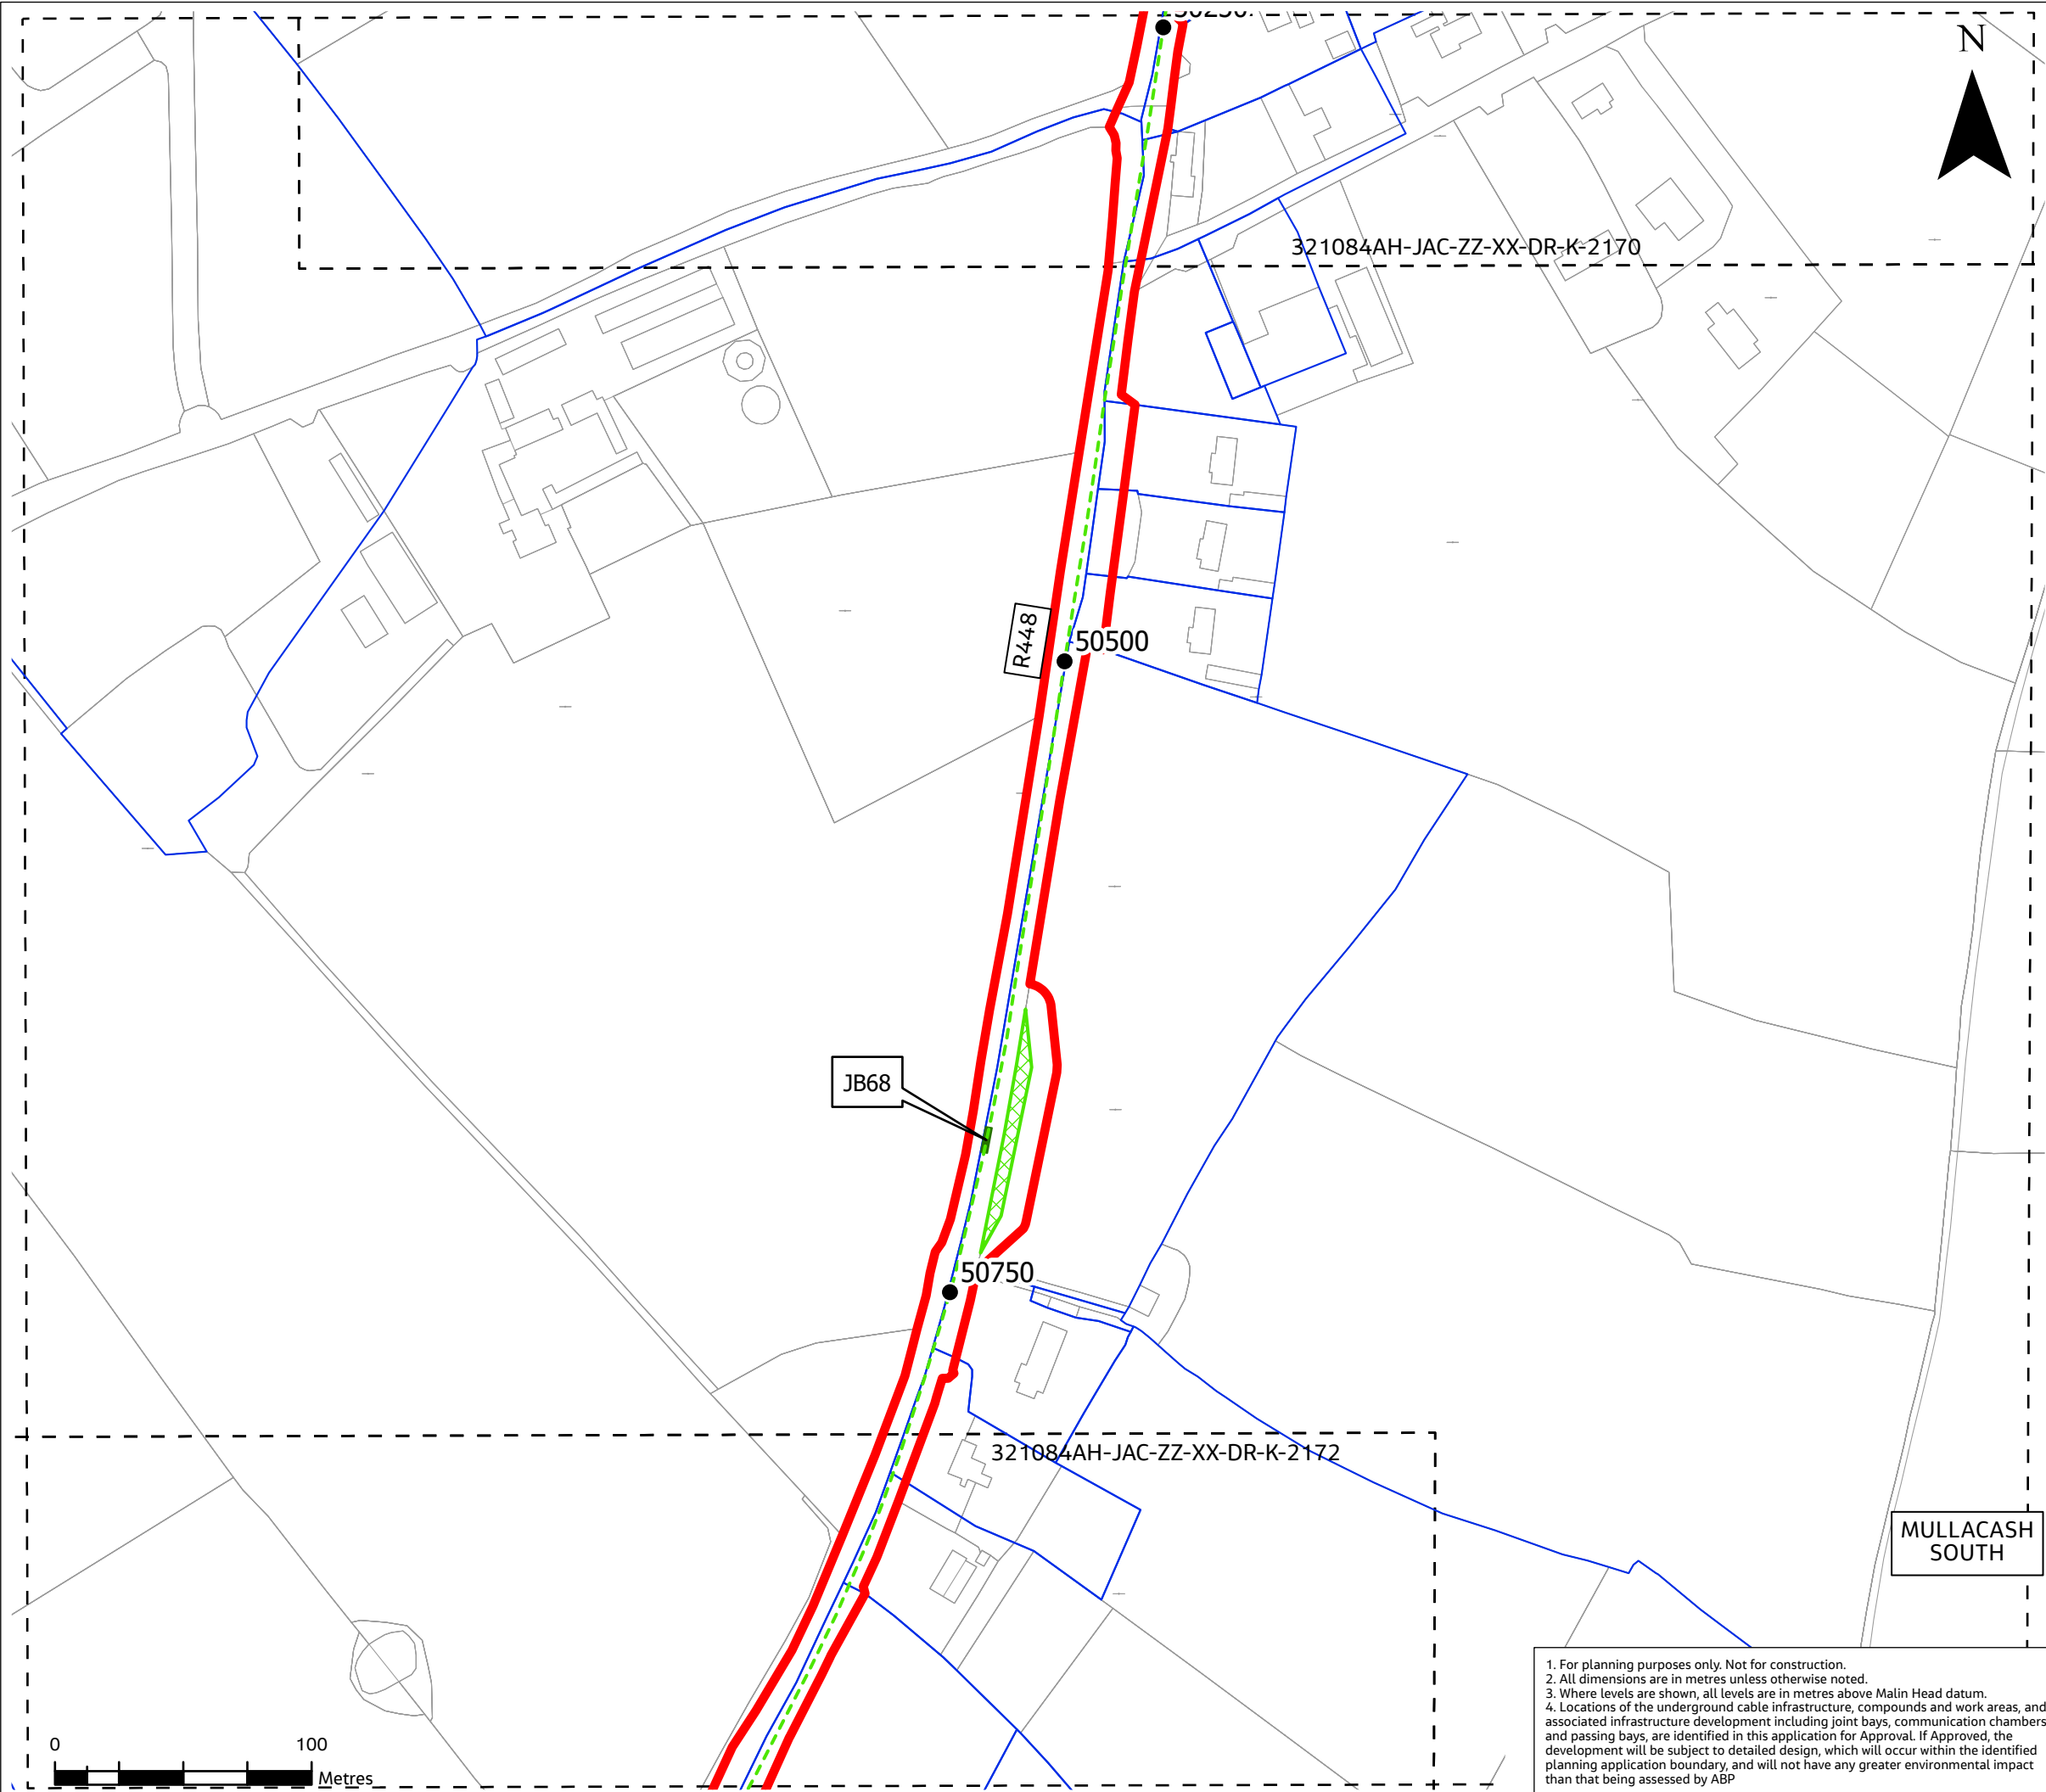 N
321084AH-JAC-ZZ-XX-DR-K-2170
R448
50500
JB68
50750
321084AH-JAC-ZZ-XX-DR-K-2172
MULLACASH
SOUTH
1. For planning purposes only. Not for construction.
2. All dimensions are in metres unless otherwise noted.
3. Where levels are shown, all levels are in metres above Malin Head datum.
4. Locations of the underground cable infrastructure, compounds and work areas, and
associated infrastructure development including joint bays, communication chambers
and passing bays, are identified in this application for Approval. If Approved, the
development will be subject to detailed design, which will occur within the identified
planning application boundary, and will not have any greater environmental impact
than that being assessed by ABP
0 100
Metres